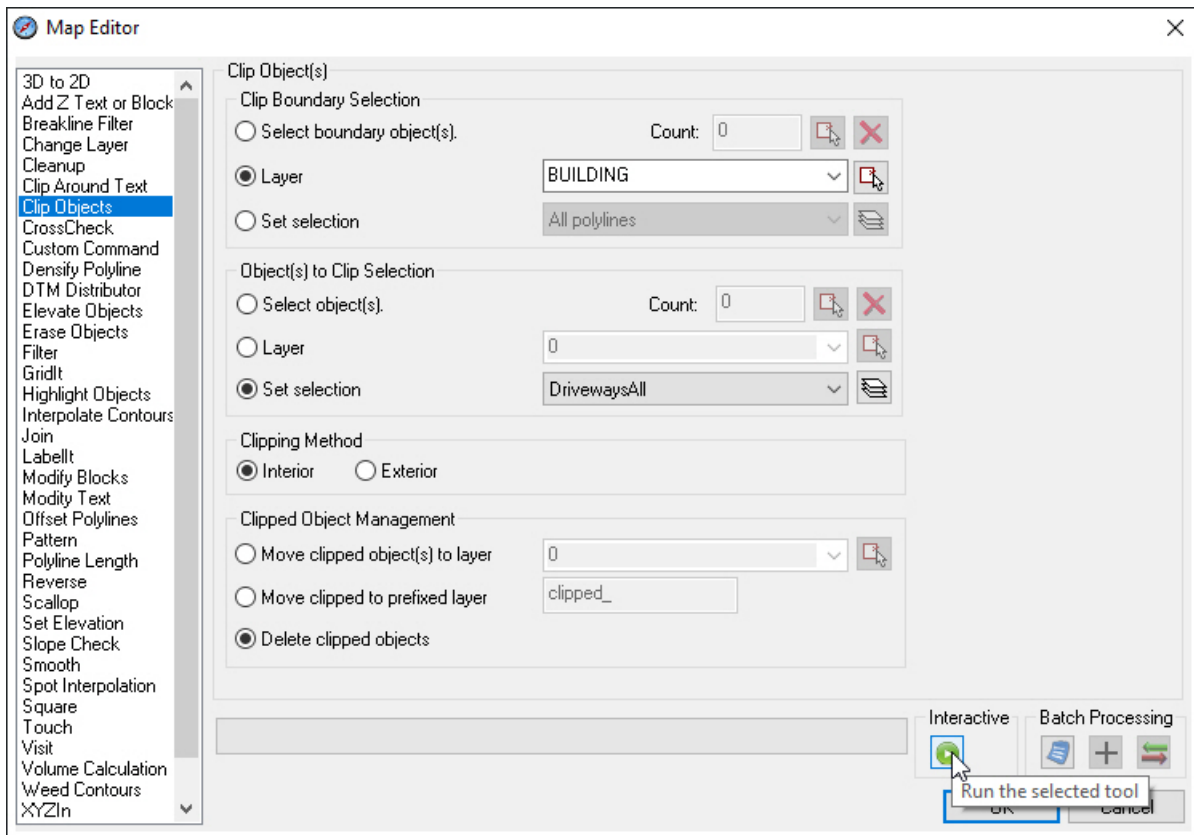 Map Editor
3D to 2D
Add Z Text or Block
Breakline Filter
Change Layer
Cleanup
Clip Around Text
Clip Objects
CrossCheck
Custom Command
Densify Polyline
DTM Distributor
Elevate Objects
Erase Objects
Filter
GridIt
Highlight Objects
Interpolate Contours
Join
LabelIt
Modify Blocks
Modity Text
Offset Polylines
Pattern
Polyline Length
Reverse
Scallop
Set Elevation
Slope Check
Smooth
Spot Interpolation
Square
Touch
Visit
Volume Calculation
Weed Contours
XYZIn
Clip Object(s)
Clip Boundary Selection
Select boundary object(s). Count: 0
Layer BUILDING
Set selection All polylines
Object(s) to Clip Selection
Select object(s). Count: 0
Layer 0
Set selection DrivewaysAll
Clipping Method
Interior Exterior
Clipped Object Management
Move clipped object(s) to layer 0
Move clipped to prefixed layer clipped_
Delete clipped objects
Interactive Batch Processing
Run the selected tool
OK Cancel